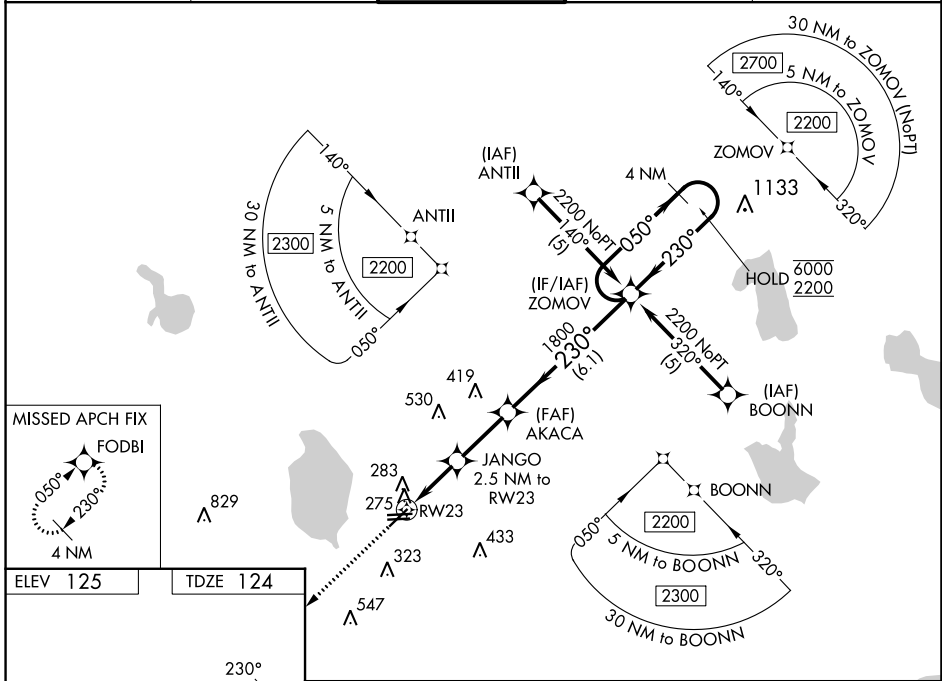 30 NM to ZOMOV (NoPT)
2700
5 NM to ZOMOV
140°
2200
ZOMOV
320°
(IAF)
ANTII
4 NM
1133
2200 NoPT
140°
(5)
050°
230°
HOLD 6000
2200
(IF/IAF)
ZOMOV
140°
ANTII
2300
2200
5 NM to ANTII
30 NM to ANTII
050°
1800
230°
(6.1)
2200 NoPT
320°
(5)
(IAF)
BOONN
419
530
(FAF)
AKACA
JANGO
2.5 NM to
RW23
283
275
RW23
829
433
323
547
BOONN
2200
5 NM to BOONN
050°
320°
2300
30 NM to BOONN
MISSED APCH FIX
FODBI
050°
230°
4 NM
ELEV 125
TDZE 124
230°